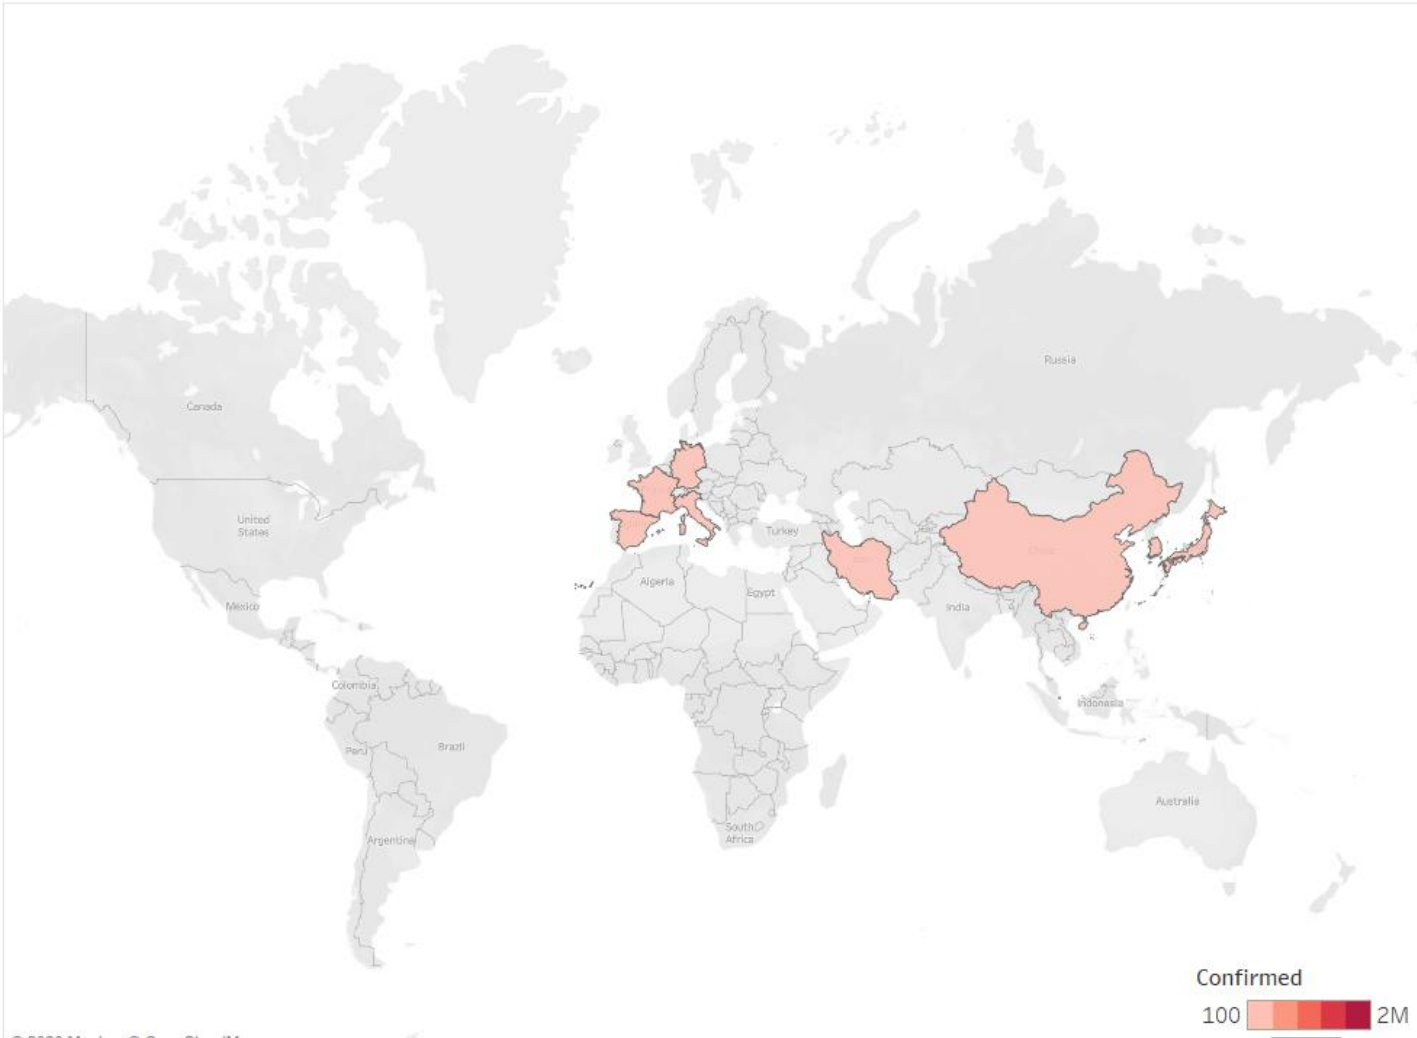 Russia
Canada
United
States
Turkey
China
Algeria
Egypt
Mexico
India
Colombia
Indonesia
Peru
Brazil
Australia
South
Africa
Argentina
Confirmed
100
2M